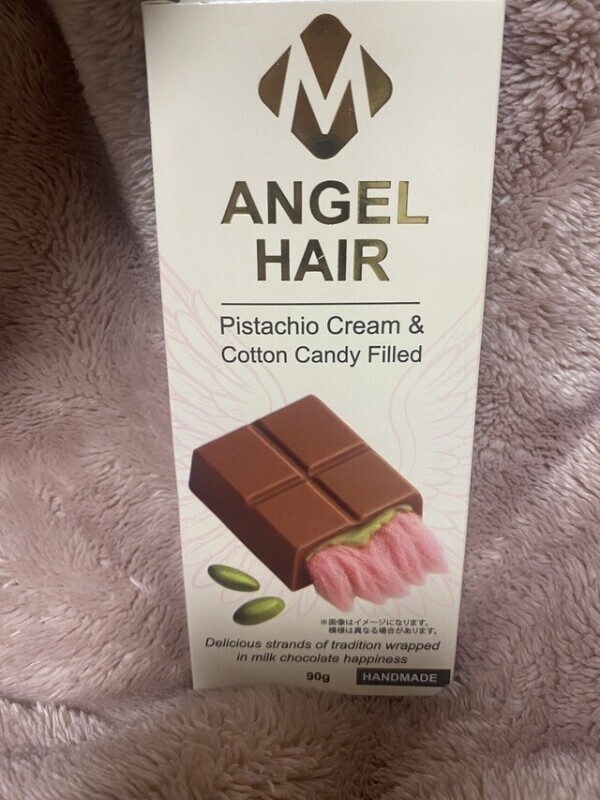 M
ANGEL
HAIR
Pistachio Cream &
Cotton Candy Filled
※画像はイメージになります。
模様は異なる場合があります。
Delicious strands of tradition wrapped
in milk chocolate happiness
90g HANDMADE